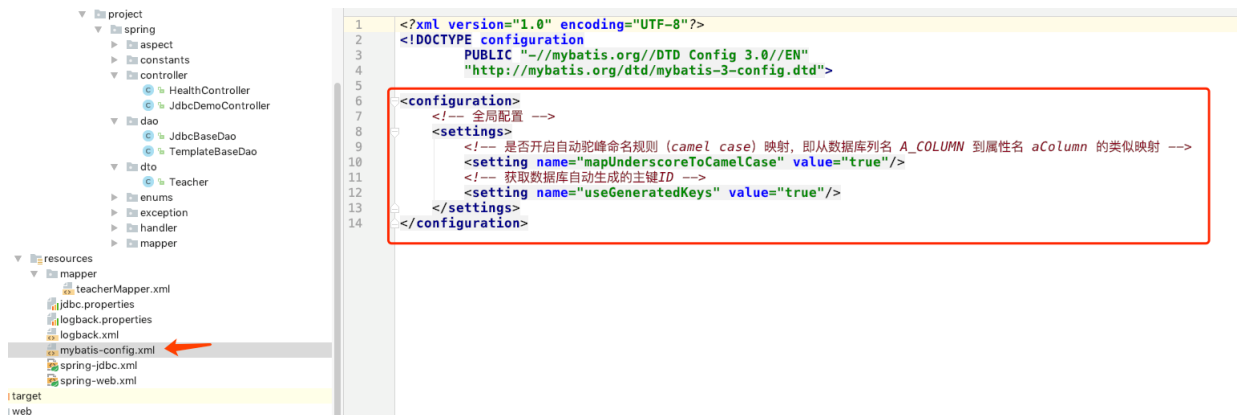 project
spring
aspect
constants
controller
HealthController
JdbcDemoController
dao
JdbcBaseDao
TemplateBaseDao
dto
Teacher
enums
exception
handler
mapper
resources
mapper
teacherMapper.xml
jdbc.properties
logback.properties
logback.xml
mybatis-config.xml
spring-jdbc.xml
spring-web.xml
target
web
1 <?xml version="1.0" encoding="UTF-8"?>
2 <!DOCTYPE configuration
3 PUBLIC "-//mybatis.org//DTD Config 3.0//EN"
4 "http://mybatis.org/dtd/mybatis-3-config.dtd">
5
6 <configuration>
7 <!-- 全局配置 -->
8 <settings>
9 <!-- 是否开启自动驼峰命名规则（camel case）映射，即从数据库列名 A_COLUMN 到属性名 aColumn 的类似映射 -->
10 <setting name="mapUnderscoreToCamelCase" value="true"/>
11 <!-- 获取数据库自动生成的主键ID -->
12 <setting name="useGeneratedKeys" value="true"/>
13 </settings>
14 </configuration>